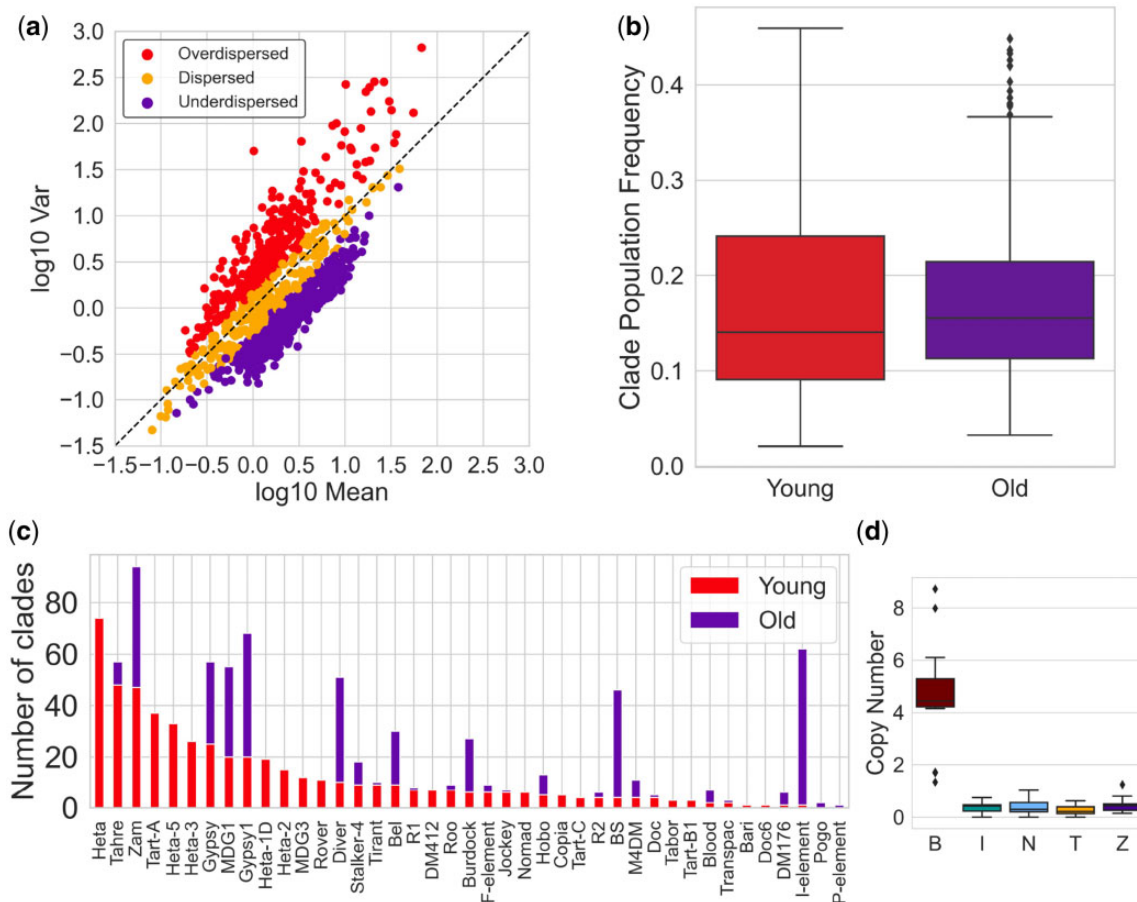 (a)
3.0
2.5
2.0
1.5
1.0
0.5
0.0
−0.5
−1.0
−1.5
log10 Var
Overdispersed
Dispersed
Underdispersed
−1.5 −1.0 −0.5 0.0 0.5 1.0 1.5 2.0 2.5 3.0
log10 Mean
(b)
Clade Population Frequency
0.4
0.3
0.2
0.1
0.0
Young Old
(c)
Number of clades
80
60
40
20
0
Young
Old
Heta
Tahre
Zam
Tart-A
Heta-5
Heta-3
Gypsy
MDG1
Gypsy1
Heta-1D
Heta-2
MDG3
Rover
Diver
Stalker-4
Tirant
Bel
R1
DM412
Roo
Burdock
F-element
Jockey
Nomad
Hobo
Copia
Tart-C
R2
BS
M4DM
Doc
Tabor
Tart-B1
Blood
Transpac
Bari
Doc6
DM176
I-element
Pogo
P-element
(d)
Copy Number
8
6
4
2
0
B I N T Z